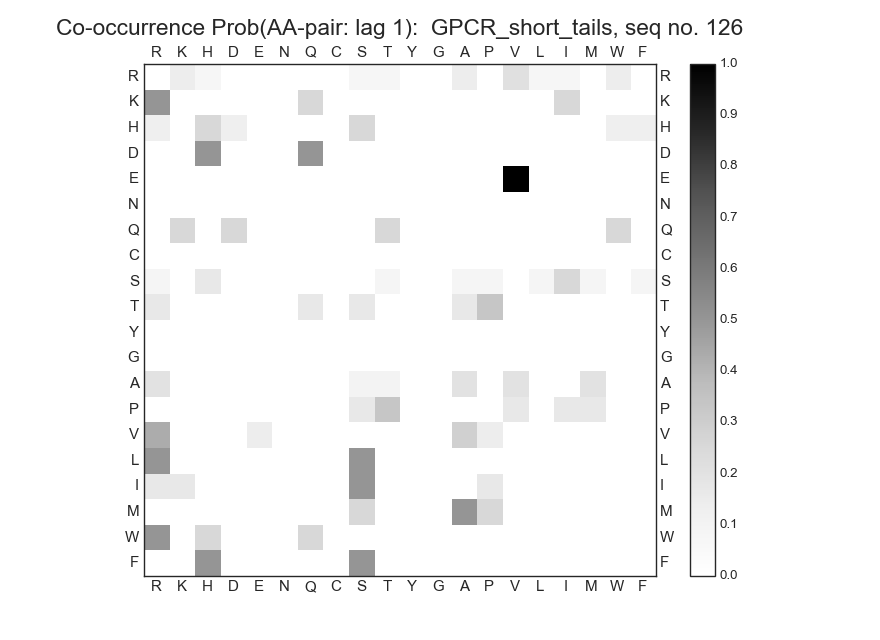 Co-occurrence Prob(AA-pair: lag 1):  GPCR_short_tails, seq no. 126
R K H D E N Q C S T Y G A P V L I M W F
R R 1.0
K K 0.9
H H
D D 0.8
E E
N N 0.7
Q Q
C C 0.6
S S
T T 0.5
Y Y
G G 0.4
A A
P P 0.3
V V
L L 0.2
I I
M M 0.1
W W
F F 0.0
R K H D E N Q C S T Y G A P V L I M W F